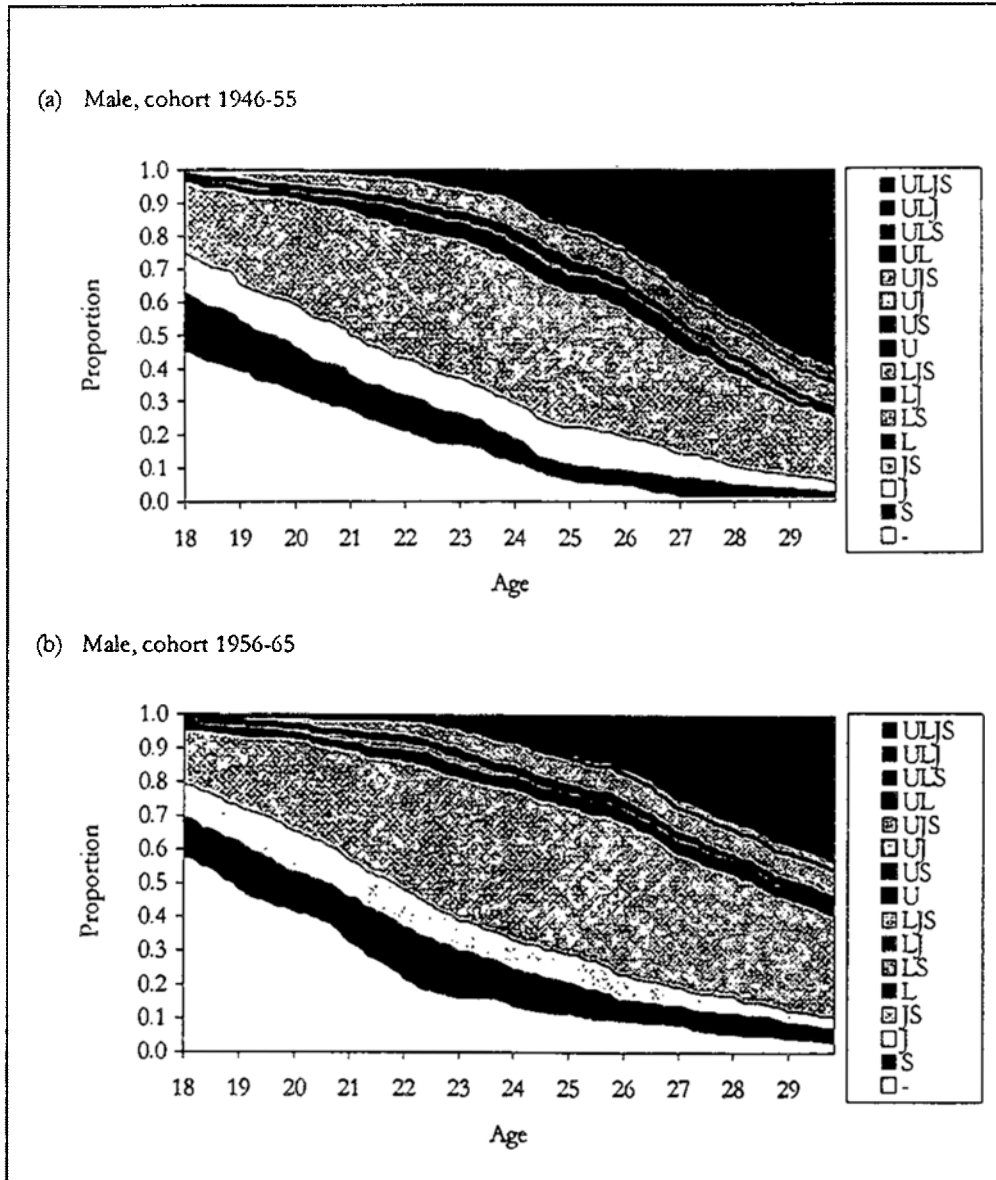 (a) Male, cohort 1946-55
1.0
0.9
0.8
0.7
0.6
0.5
0.4
0.3
0.2
0.1
0.0
Proportion
18 19 20 21 22 23 24 25 26 27 28 29
Age
ULJS
ULJ
ULS
UL
UJS
UJ
US
U
LJS
LJ
LS
L
JS
J
S
-
(b) Male, cohort 1956-65
1.0
0.9
0.8
0.7
0.6
0.5
0.4
0.3
0.2
0.1
0.0
Proportion
18 19 20 21 22 23 24 25 26 27 28 29
Age
ULJS
ULJ
ULS
UL
UJS
UJ
US
U
LJS
LJ
LS
L
JS
J
S
-